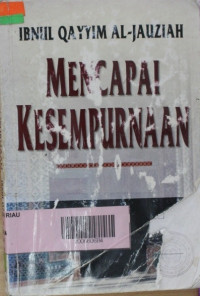 IBNUL QAYYIM AL-JAUZIAH
MENCAPAI
KESEMPURNAAN
RIAU